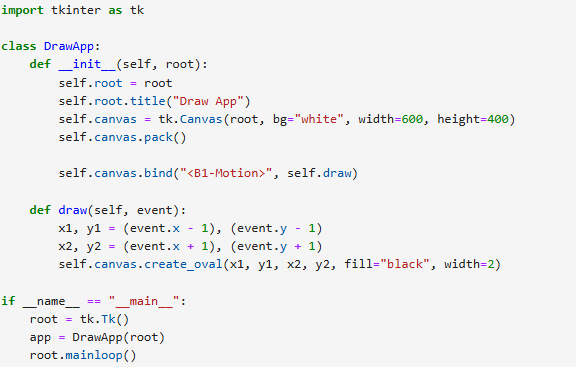 import tkinter as tk

class DrawApp:
    def __init__(self, root):
        self.root = root
        self.root.title("Draw App")
        self.canvas = tk.Canvas(root, bg="white", width=600, height=400)
        self.canvas.pack()

        self.canvas.bind("<B1-Motion>", self.draw)

    def draw(self, event):
        x1, y1 = (event.x - 1), (event.y - 1)
        x2, y2 = (event.x + 1), (event.y + 1)
        self.canvas.create_oval(x1, y1, x2, y2, fill="black", width=2)

if __name__ == "__main__":
    root = tk.Tk()
    app = DrawApp(root)
    root.mainloop()